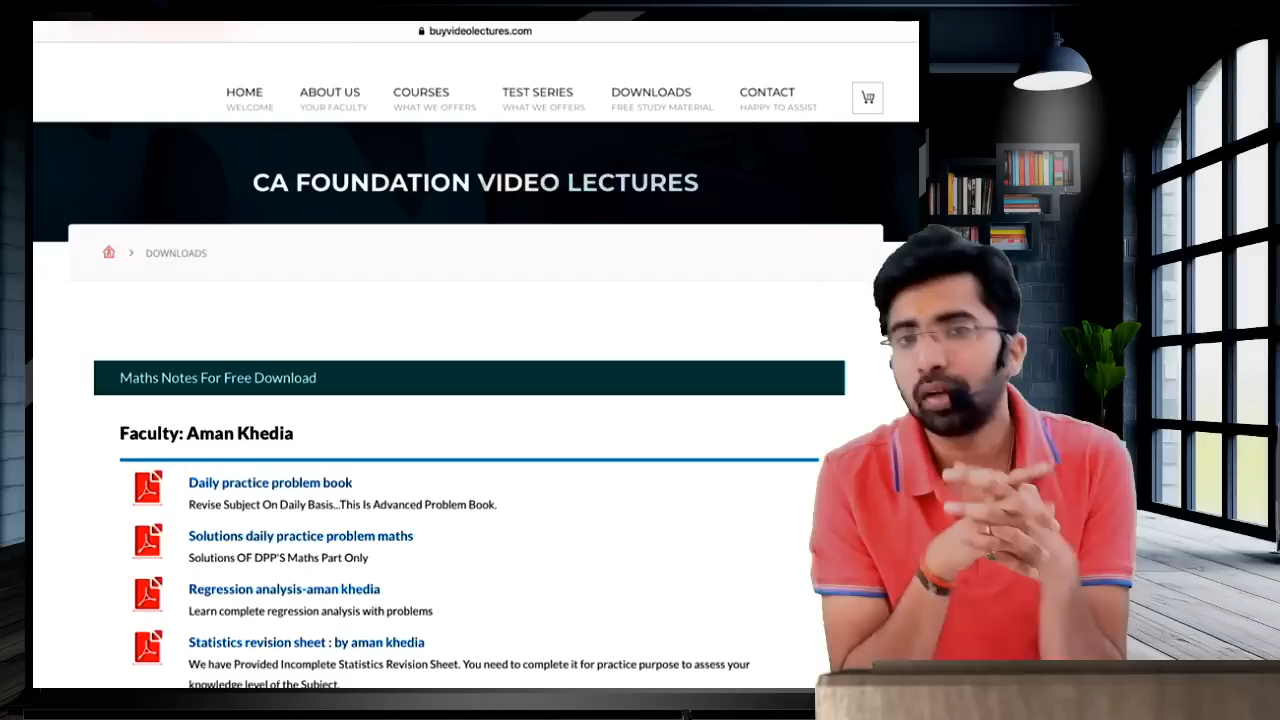 buyvideolectures.com
HOME ABOUT US COURSES TEST SERIES DOWNLOADS CONTACT
WELCOME YOUR FACULTY WHAT WE OFFERS WHAT WE OFFERS FREE STUDY MATERIAL HAPPY TO ASSIST
CA FOUNDATION VIDEO LECTURES
DOWNLOADS
Maths Notes For Free Download
Faculty: Aman Khedia
Daily practice problem book
Revise Subject On Daily Basis...This Is Advanced Problem Book.
Solutions daily practice problem maths
Solutions OF DPP'S Maths Part Only
Regression analysis-aman khedia
Learn complete regression analysis with problems
Statistics revision sheet : by aman khedia
We have Provided Incomplete Statistics Revision Sheet. You need to complete it for practice purpose to assess your
knowledge level of the Subject.